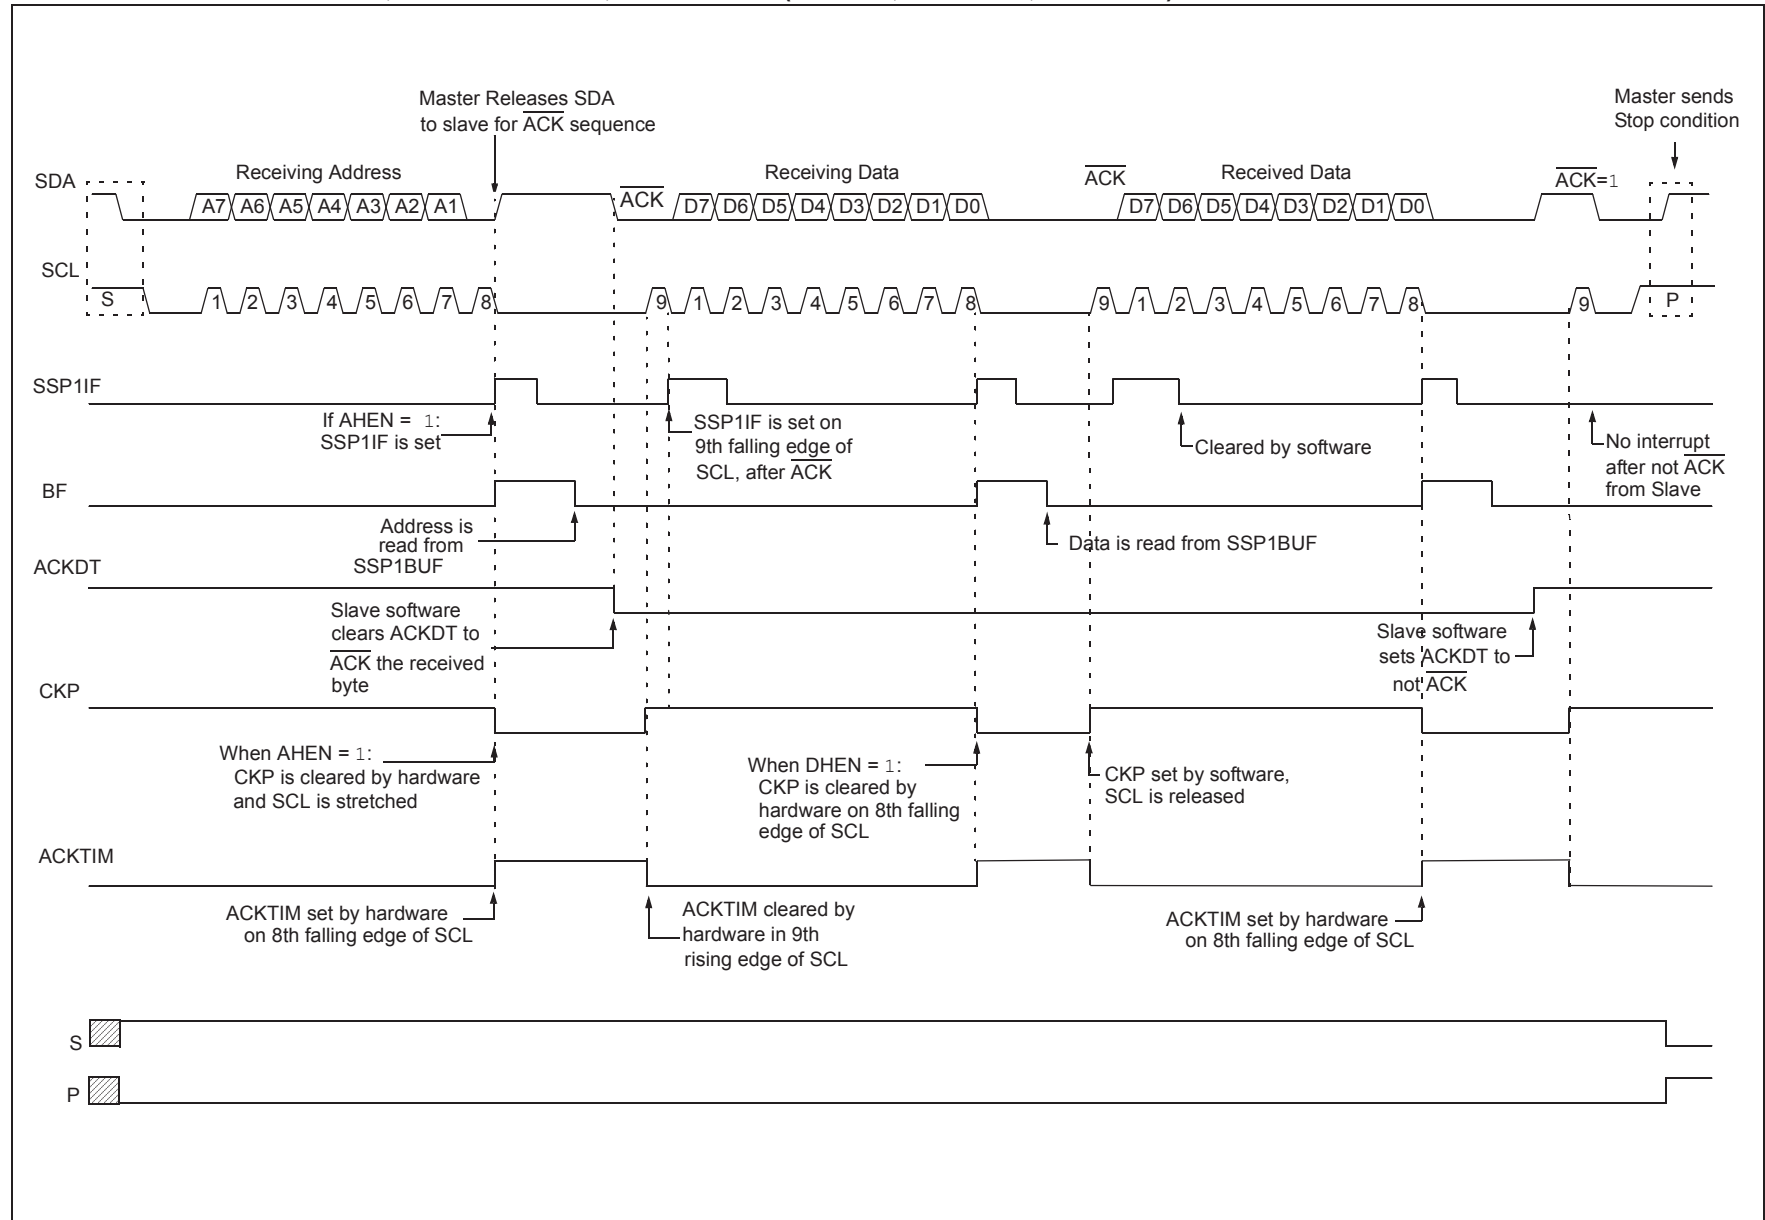 Master Releases SDA
to slave for ACK sequence
Master sends
Stop condition
SDA
Receiving Address
A7 A6 A5 A4 A3 A2 A1
ACK
Receiving Data
D7 D6 D5 D4 D3 D2 D1 D0
ACK
Received Data
D7 D6 D5 D4 D3 D2 D1 D0
ACK=1
SCL
S
1 2 3 4 5 6 7 8
9 1 2 3 4 5 6 7 8
9 1 2 3 4 5 6 7 8
9
P
SSP1IF
If AHEN = 1:
SSP1IF is set
SSP1IF is set on
9th falling edge of
SCL, after ACK
Cleared by software
No interrupt
after not ACK
from Slave
BF
Address is
read from
SSP1BUF
Data is read from SSP1BUF
ACKDT
Slave software
clears ACKDT to
ACK the received
byte
Slave software
sets ACKDT to
not ACK
CKP
When AHEN = 1:
CKP is cleared by hardware
and SCL is stretched
When DHEN = 1:
CKP is cleared by
hardware on 8th falling
edge of SCL
CKP set by software,
SCL is released
ACKTIM
ACKTIM set by hardware
on 8th falling edge of SCL
ACKTIM cleared by
hardware in 9th
rising edge of SCL
ACKTIM set by hardware
on 8th falling edge of SCL
S
P